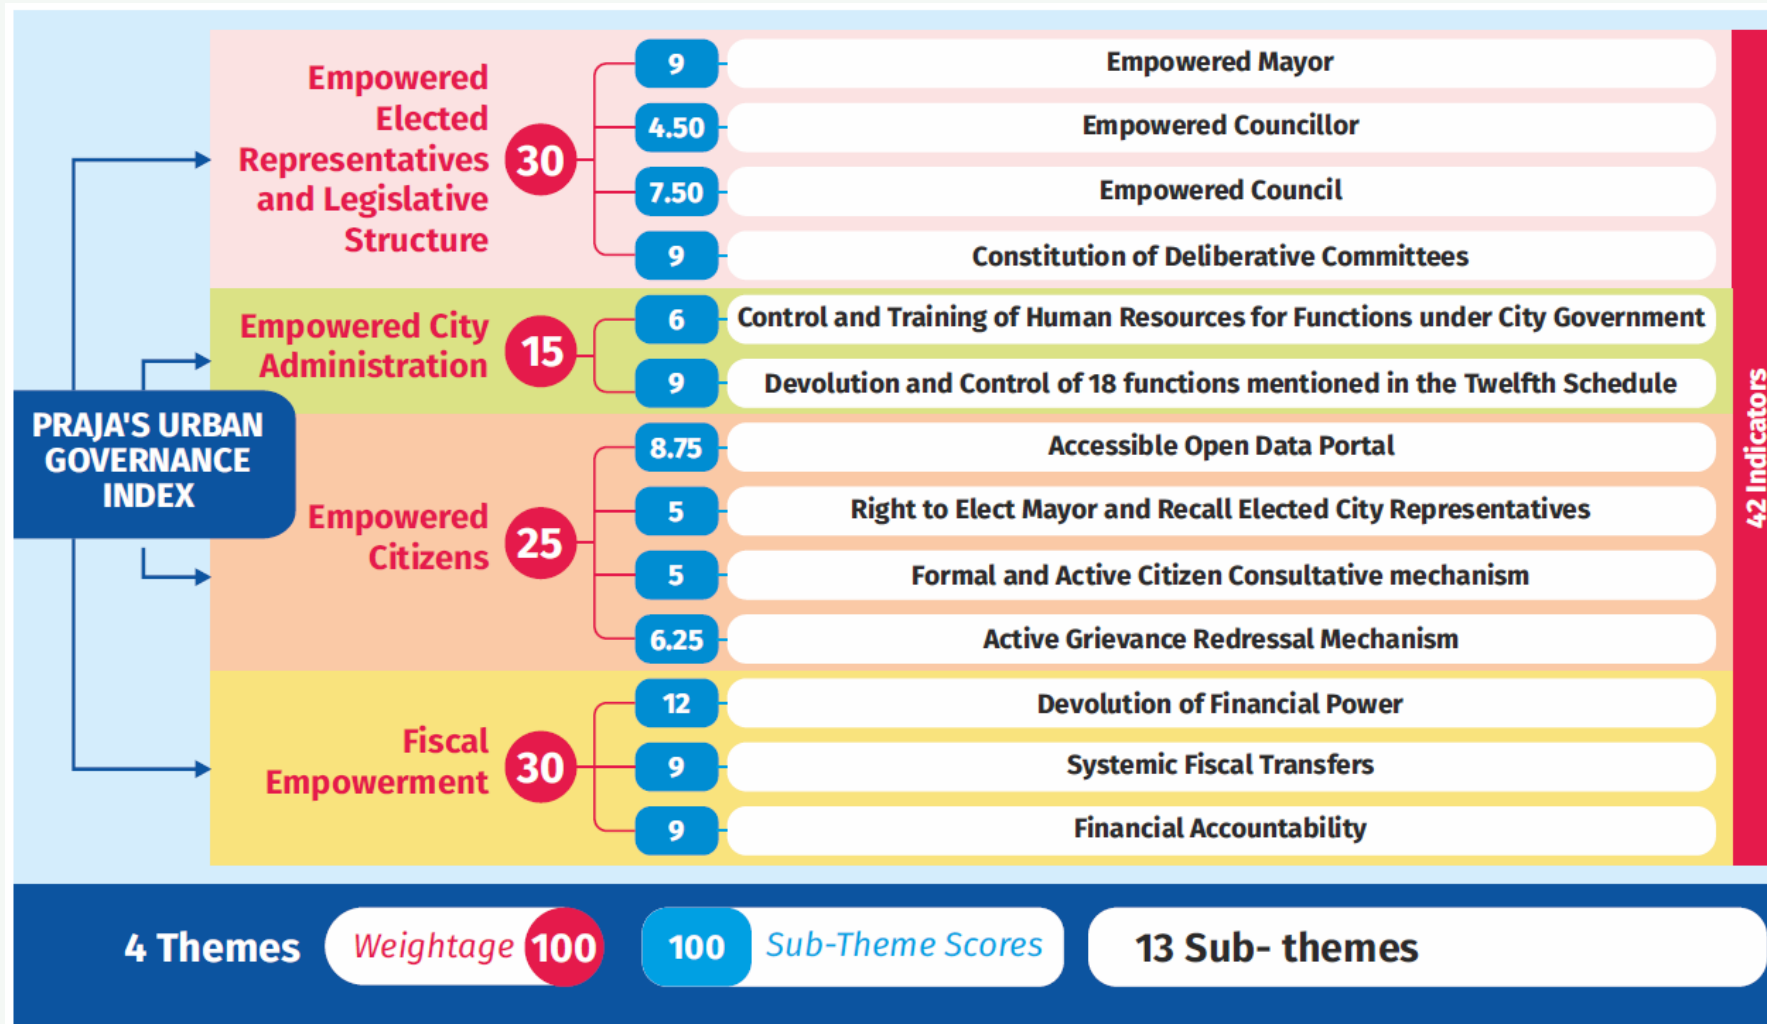 PRAJA'S URBAN
GOVERNANCE
INDEX
Empowered
Elected
Representatives
and Legislative
Structure
30
9
Empowered Mayor
4.50
Empowered Councillor
7.50
Empowered Council
9
Constitution of Deliberative Committees
Empowered City
Administration
15
6
Control and Training of Human Resources for Functions under City Government
9
Devolution and Control of 18 functions mentioned in the Twelfth Schedule
Empowered
Citizens
25
8.75
Accessible Open Data Portal
5
Right to Elect Mayor and Recall Elected City Representatives
5
Formal and Active Citizen Consultative mechanism
6.25
Active Grievance Redressal Mechanism
Fiscal
Empowerment
30
12
Devolution of Financial Power
9
Systemic Fiscal Transfers
9
Financial Accountability
42 Indicators
4 Themes
Weightage 100
100 Sub-Theme Scores
13 Sub- themes